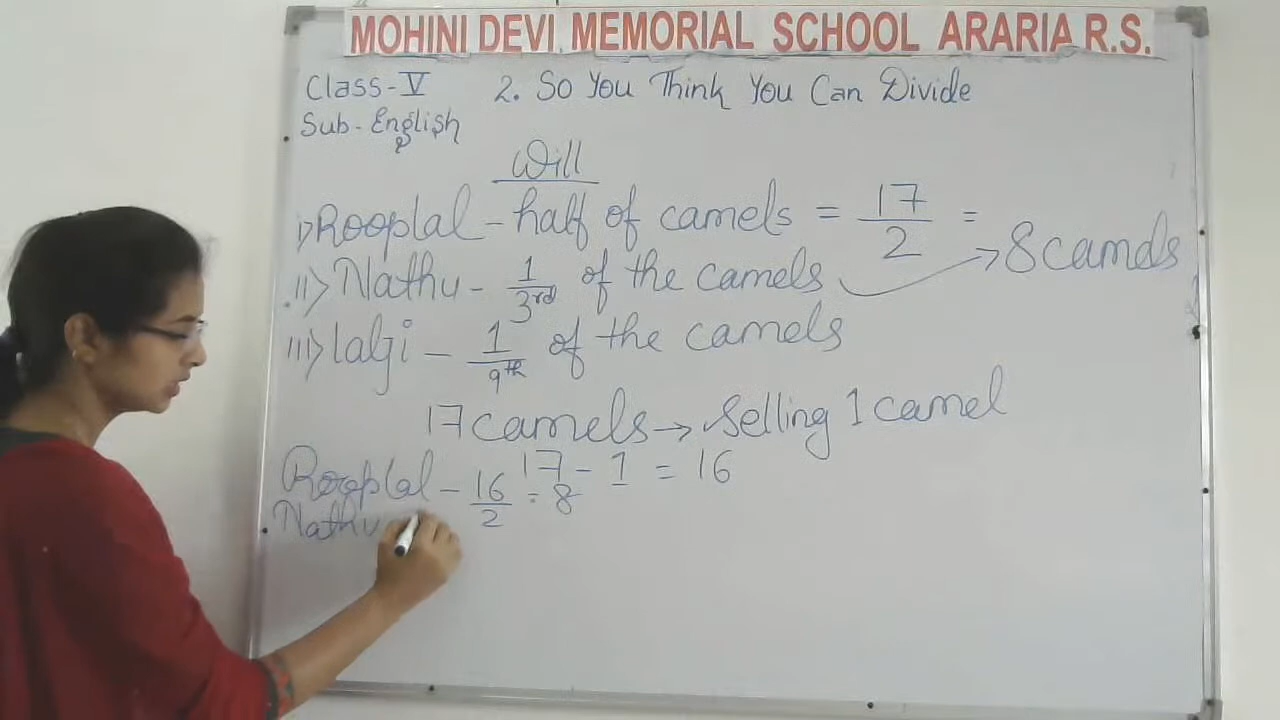 MOHINI DEVI MEMORIAL SCHOOL ARARIA R.S.
Class-V 2. So You Think You Can Divide
Sub-English
Will
i) Rooplal - half of camels = 17/2 =
ii) Nathu - 1/3rd of the camels → 8 camels
iii) lalji - 1/9th of the camels
17 camels → Selling 1 camel
17 - 1 = 16
Rooplal - 16/2 = 8
Nathu